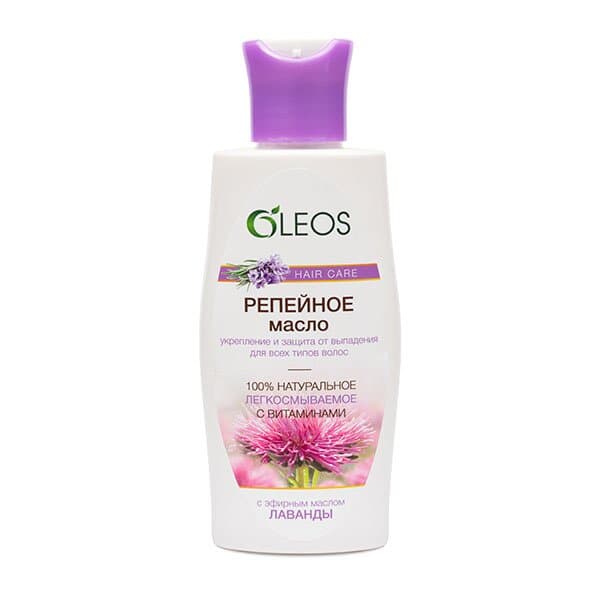 OLEOS
HAIR CARE
РЕПЕЙНОЕ
масло
укрепление и защита от выпадения
для всех типов волос
100% НАТУРАЛЬНОЕ
ЛЕГКОСМЫВАЕМОЕ
С ВИТАМИНАМИ
с эфирным маслом
ЛАВАНДЫ